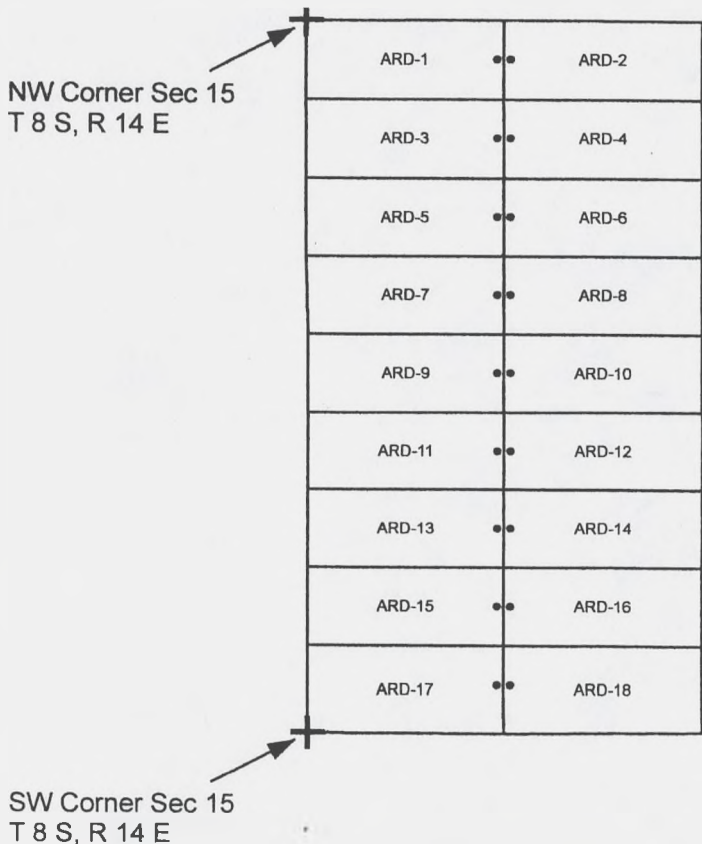 NW Corner Sec 15
T 8 S, R 14 E
ARD-1 ARD-2
ARD-3 ARD-4
ARD-5 ARD-6
ARD-7 ARD-8
ARD-9 ARD-10
ARD-11 ARD-12
ARD-13 ARD-14
ARD-15 ARD-16
ARD-17 ARD-18
SW Corner Sec 15
T 8 S, R 14 E